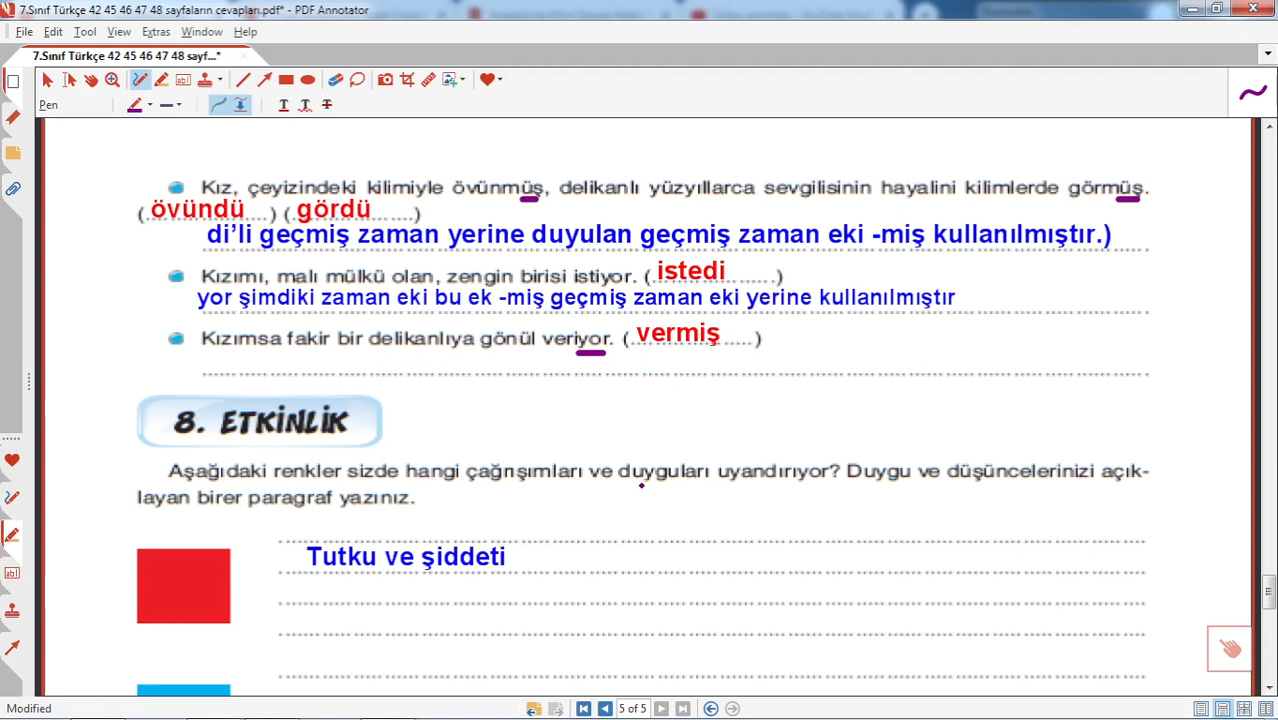 7.Sınıf Türkçe 42 45 46 47 48 sayfaların cevapları.pdf* - PDF Annotator
File Edit Tool View Extras Window Help
7.Sınıf Türkçe 42 45 46 47 48 sayf...*
Pen
Kız, çeyizindeki kilimiyle övünmüş, delikanlı yüzyıllarca sevgilisinin hayalini kilimlerde görmüş.
(.övündü....) (.gördü.......)
di’li geçmiş zaman yerine duyulan geçmiş zaman eki -miş kullanılmıştır.)
Kızımı, malı mülkü olan, zengin birisi istiyor. (.istedi........)
yor şimdiki zaman eki bu ek -miş geçmiş zaman eki yerine kullanılmıştır
Kızımsa fakir bir delikanlıya gönül veriyor. (.vermiş.....)
8. ETKİNLİK
Aşağıdaki renkler sizde hangi çağrışımları ve duyguları uyandırıyor? Duygu ve düşüncelerinizi açık-
layan birer paragraf yazınız.
Tutku ve şiddeti
Modified
5 of 5